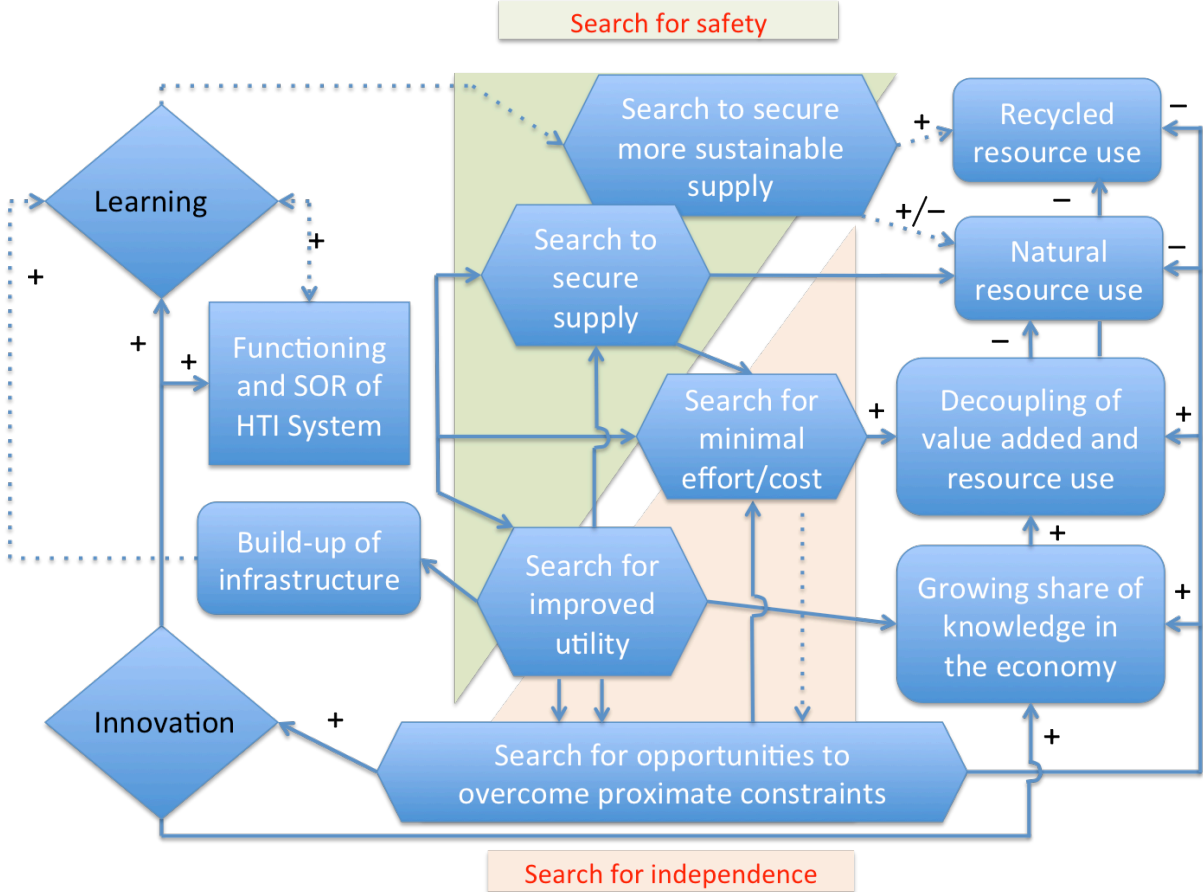 Search for safety
Search to secure
more sustainable
supply
+
Recycled
resource use
−
Learning
+
+
+/−
−
Search to
secure
supply
Natural
resource use
−
+
+
Functioning
and SOR of
HTI System
−
Search for
minimal
effort/cost
+
Decoupling of
value added and
resource use
+
Build-up of
infrastructure
+
Search for
improved
utility
Growing share of
knowledge in
the economy
+
Innovation
+
Search for opportunities to
overcome proximate constraints
+
Search for independence